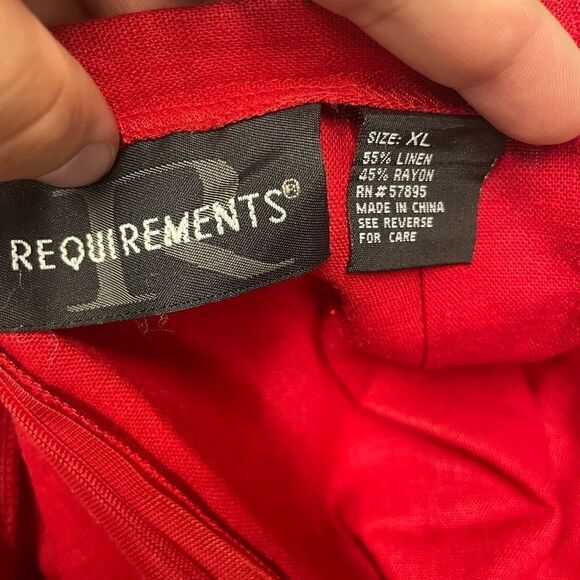 R
REQUIREMENTS®
SIZE: XL
55% LINEN
45% RAYON
RN # 57895
MADE IN CHINA
SEE REVERSE
FOR CARE